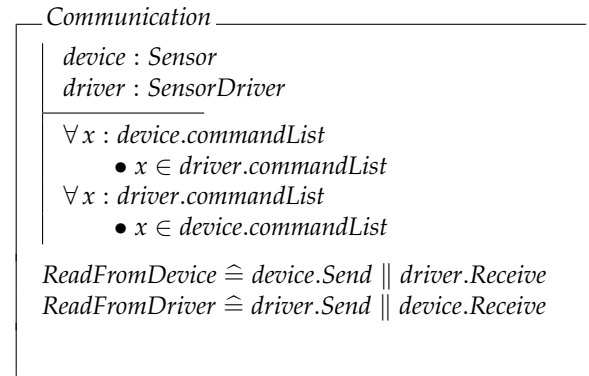 Communication
device : Sensor
driver : SensorDriver
∀ x : device.commandList
• x ∈ driver.commandList
∀ x : driver.commandList
• x ∈ device.commandList
ReadFromDevice ≙ device.Send ∥ driver.Receive
ReadFromDriver ≙ driver.Send ∥ device.Receive